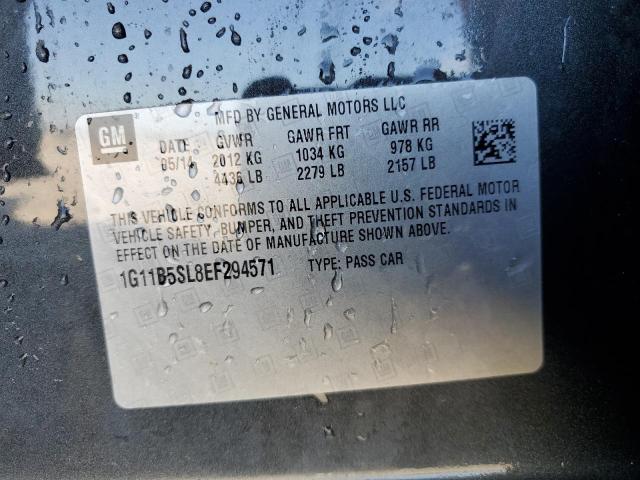 MFD BY GENERAL MOTORS LLC
GM
DATE GVWR GAWR FRT GAWR RR
05/14 2012 KG 1034 KG 978 KG
4436 LB 2279 LB 2157 LB
THIS VEHICLE CONFORMS TO ALL APPLICABLE U.S. FEDERAL MOTOR
VEHICLE SAFETY, BUMPER, AND THEFT PREVENTION STANDARDS IN
EFFECT ON THE DATE OF MANUFACTURE SHOWN ABOVE.
1G11B5SL8EF294571 TYPE: PASS CAR